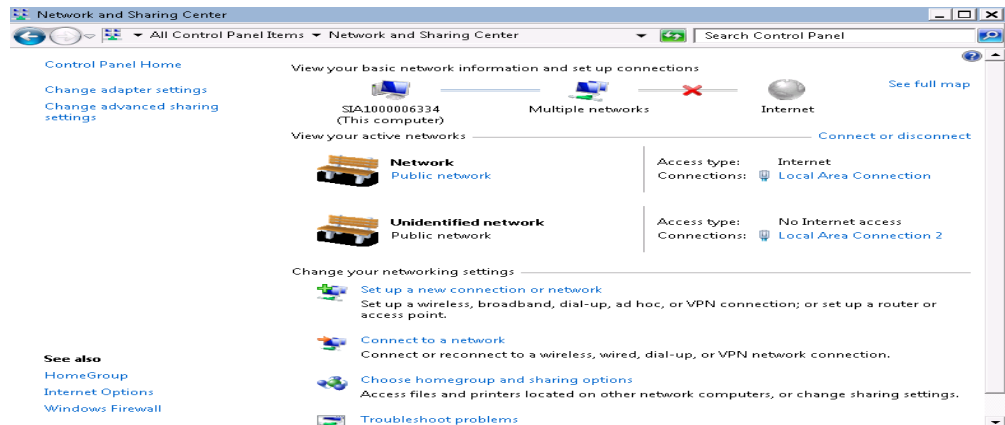 Network and Sharing Center
All Control Panel Items Network and Sharing Center
Search Control Panel
Control Panel Home
Change adapter settings
Change advanced sharing
settings
View your basic network information and set up connections
See full map
SIA1000006334
(This computer)
Multiple networks
Internet
View your active networks
Connect or disconnect
Network
Public network
Access type: Internet
Connections: Local Area Connection
Unidentified network
Public network
Access type: No Internet access
Connections: Local Area Connection 2
Change your networking settings
Set up a new connection or network
Set up a wireless, broadband, dial-up, ad hoc, or VPN connection; or set up a router or
access point.
Connect to a network
Connect or reconnect to a wireless, wired, dial-up, or VPN network connection.
Choose homegroup and sharing options
Access files and printers located on other network computers, or change sharing settings.
Troubleshoot problems
See also
HomeGroup
Internet Options
Windows Firewall